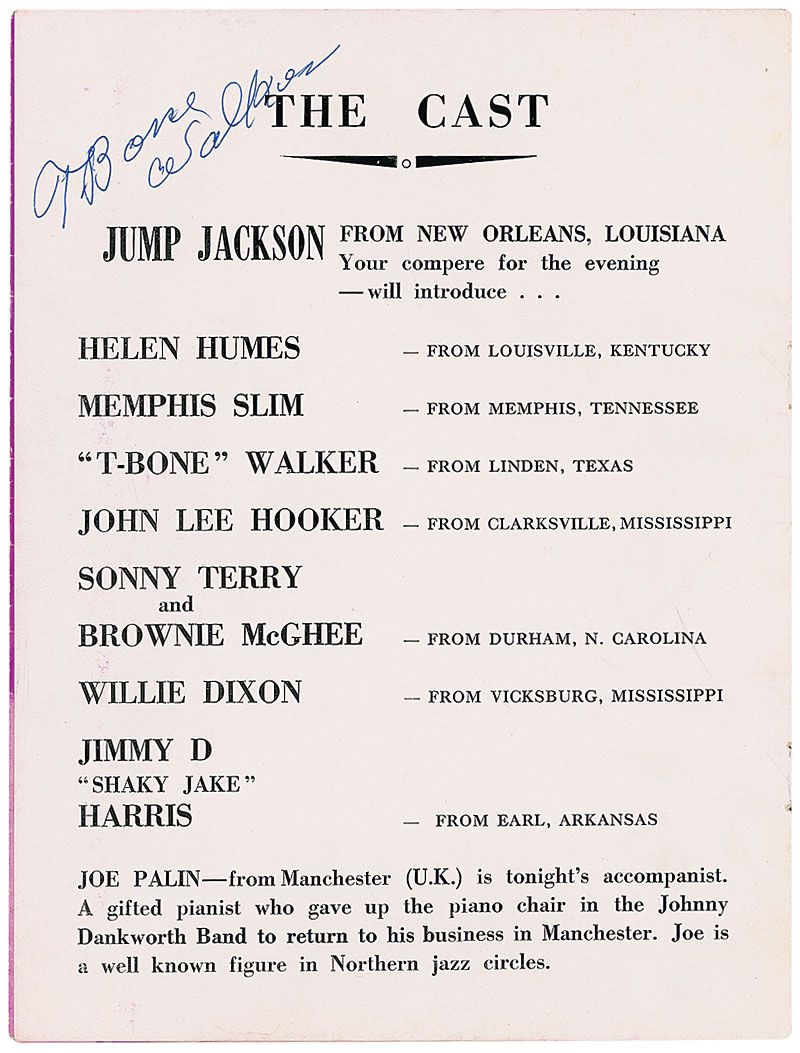 T Bone
Walker
THE CAST
JUMP JACKSON FROM NEW ORLEANS, LOUISIANA
Your compere for the evening
—will introduce . . .
HELEN HUMES — FROM LOUISVILLE, KENTUCKY
MEMPHIS SLIM — FROM MEMPHIS, TENNESSEE
“T-BONE” WALKER — FROM LINDEN, TEXAS
JOHN LEE HOOKER — FROM CLARKSVILLE, MISSISSIPPI
SONNY TERRY
and
BROWNIE McGHEE — FROM DURHAM, N. CAROLINA
WILLIE DIXON — FROM VICKSBURG, MISSISSIPPI
JIMMY D
“SHAKY JAKE”
HARRIS — FROM EARL, ARKANSAS
JOE PALIN—from Manchester (U.K.) is tonight’s accompanist.
A gifted pianist who gave up the piano chair in the Johnny
Dankworth Band to return to his business in Manchester. Joe is
a well known figure in Northern jazz circles.